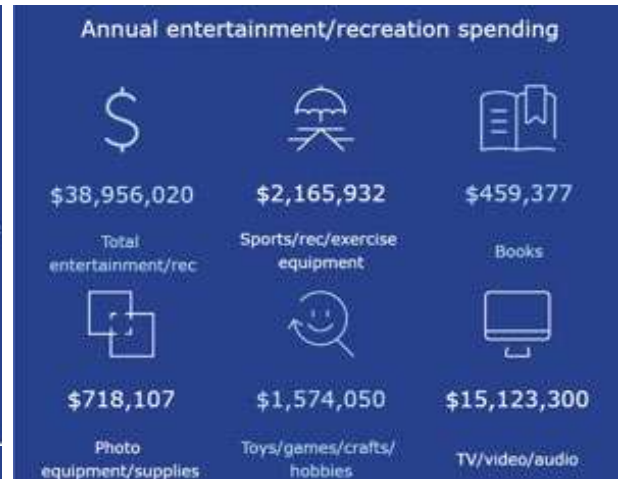 Annual entertainment/recreation spending
$
$38,956,020
$2,165,932
$459,377
Total
entertainment/rec
Sports/rec/exercise
equipment
Books
$718,107
$1,574,050
$15,123,300
Photo
equipment/supplies
Toys/games/crafts/
hobbies
TV/video/audio